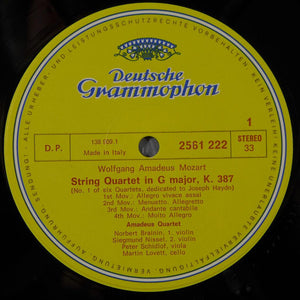 Deutsche
Grammophon
1
D.P.
Made in Italy
2561 222
STEREO
33
Wolfgang Amadeus Mozart
String Quartet in G major, K. 387
(No. 1 of six Quartets, dedicated to Joseph Haydn)
1st Mov.: Allegro vivace assai
2nd Mov.: Menuetto. Allegretto
3rd Mov.: Andante cantabile
4th Mov.: Molto Allegro
Amadeus Quartet
Norbert Brainin, 1. violin
Siegmund Nissel, 2. violin
Peter Schidlof, viola
Martin Lovett, cello